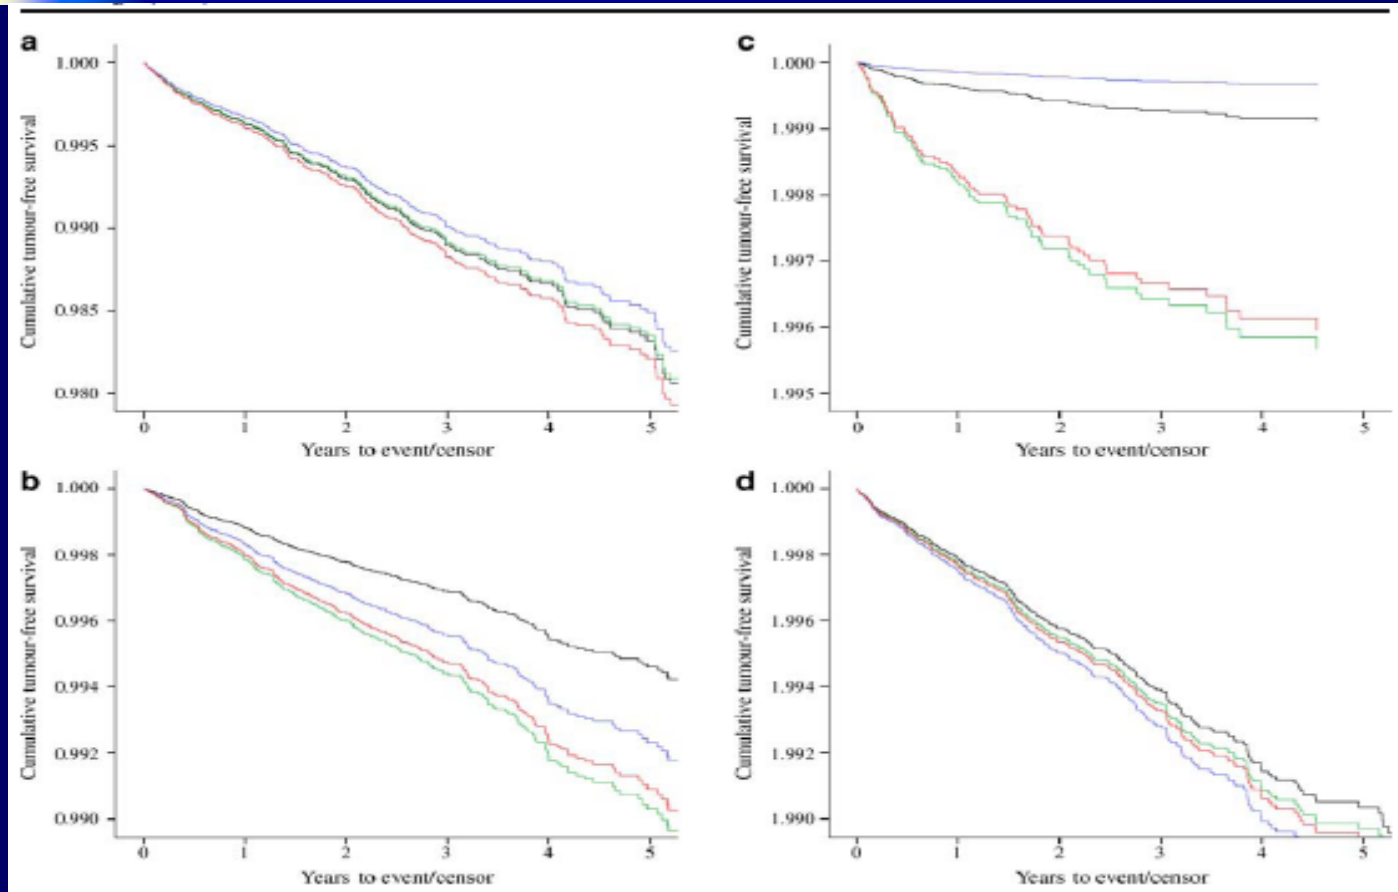 a
1.000
0.995
0.990
0.985
0.980
Cumulative tumour-free survival
0 1 2 3 4 5
Years to event/censor
c
1.000
1.999
1.998
1.997
1.996
1.995
Cumulative tumour-free survival
0 1 2 3 4 5
Years to event/censor
b
1.000
0.998
0.996
0.994
0.992
0.990
Cumulative tumour-free survival
0 1 2 3 4 5
Years to event/censor
d
1.000
1.998
1.996
1.994
1.992
1.990
Cumulative tumour-free survival
0 1 2 3 4 5
Years to event/censor